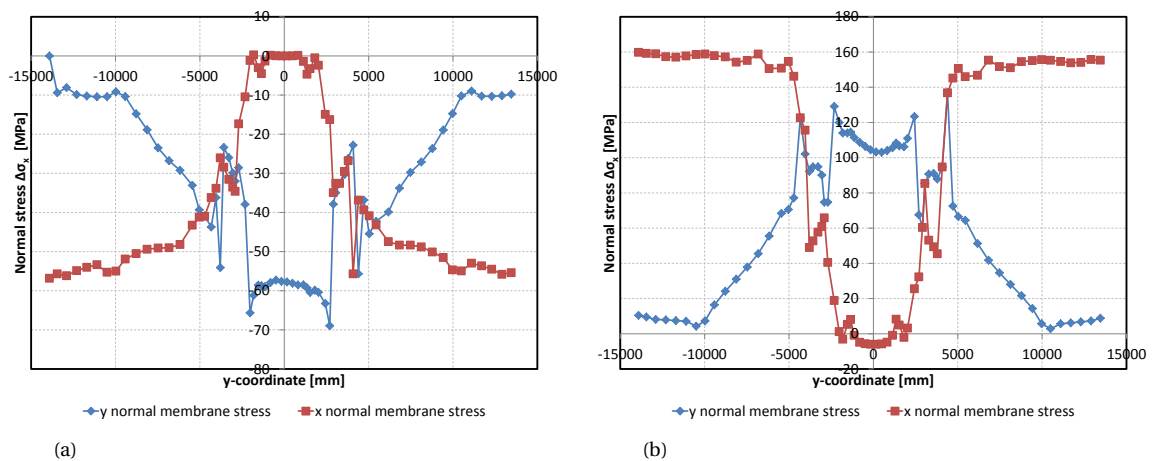 10
0
-15000 -10000 -5000 0 5000 10000 15000
-10
-20
-30
-40
-50
-60
-70
-80
Normal stress Δσx [MPa]
y-coordinate [mm]
y normal membrane stress x normal membrane stress
(a)
180
160
140
120
100
80
60
40
20
0
-15000 -10000 -5000 0 5000 10000 15000
-20
Normal stress Δσx [MPa]
y-coordinate [mm]
y normal membrane stress x normal membrane stress
(b)